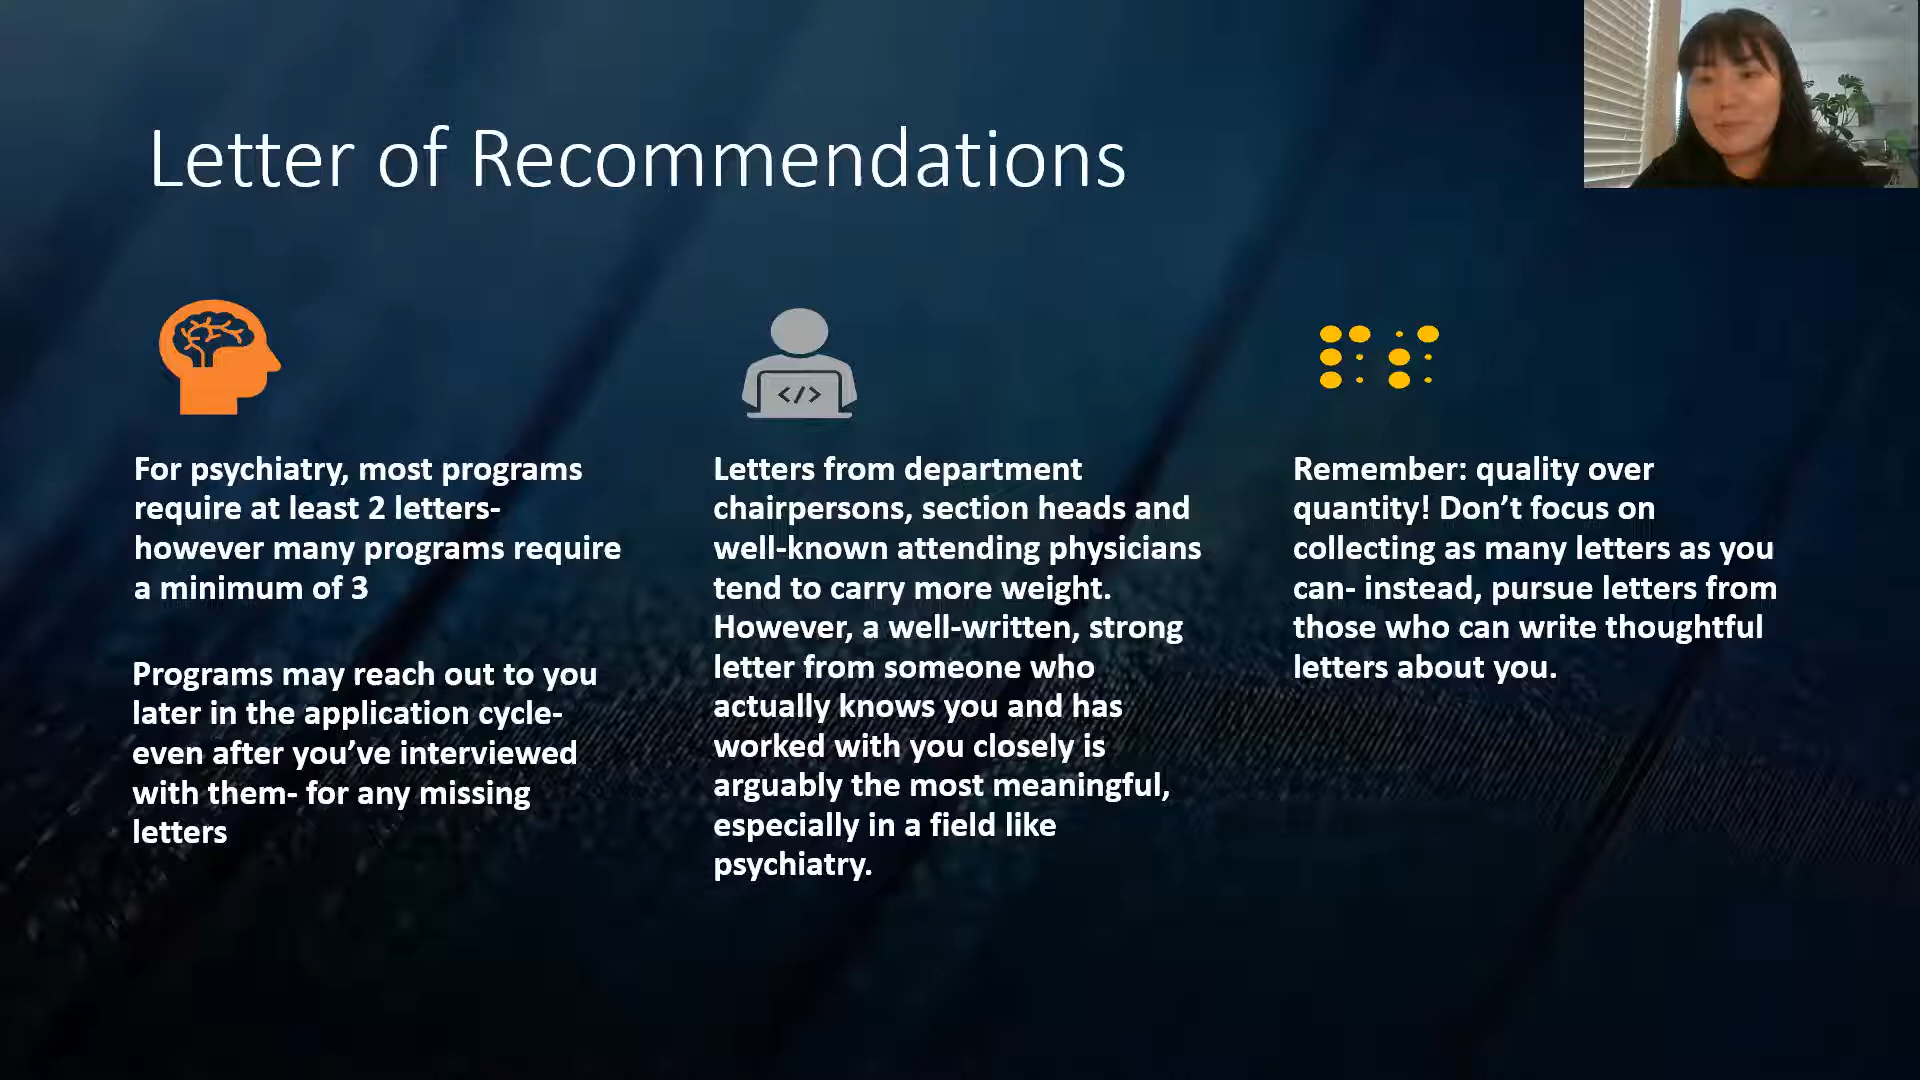 Letter of Recommendations
For psychiatry, most programs
require at least 2 letters-
however many programs require
a minimum of 3
Programs may reach out to you
later in the application cycle-
even after you’ve interviewed
with them- for any missing
letters
</>
Letters from department
chairpersons, section heads and
well-known attending physicians
tend to carry more weight.
However, a well-written, strong
letter from someone who
actually knows you and has
worked with you closely is
arguably the most meaningful,
especially in a field like
psychiatry.
Remember: quality over
quantity! Don’t focus on
collecting as many letters as you
can- instead, pursue letters from
those who can write thoughtful
letters about you.